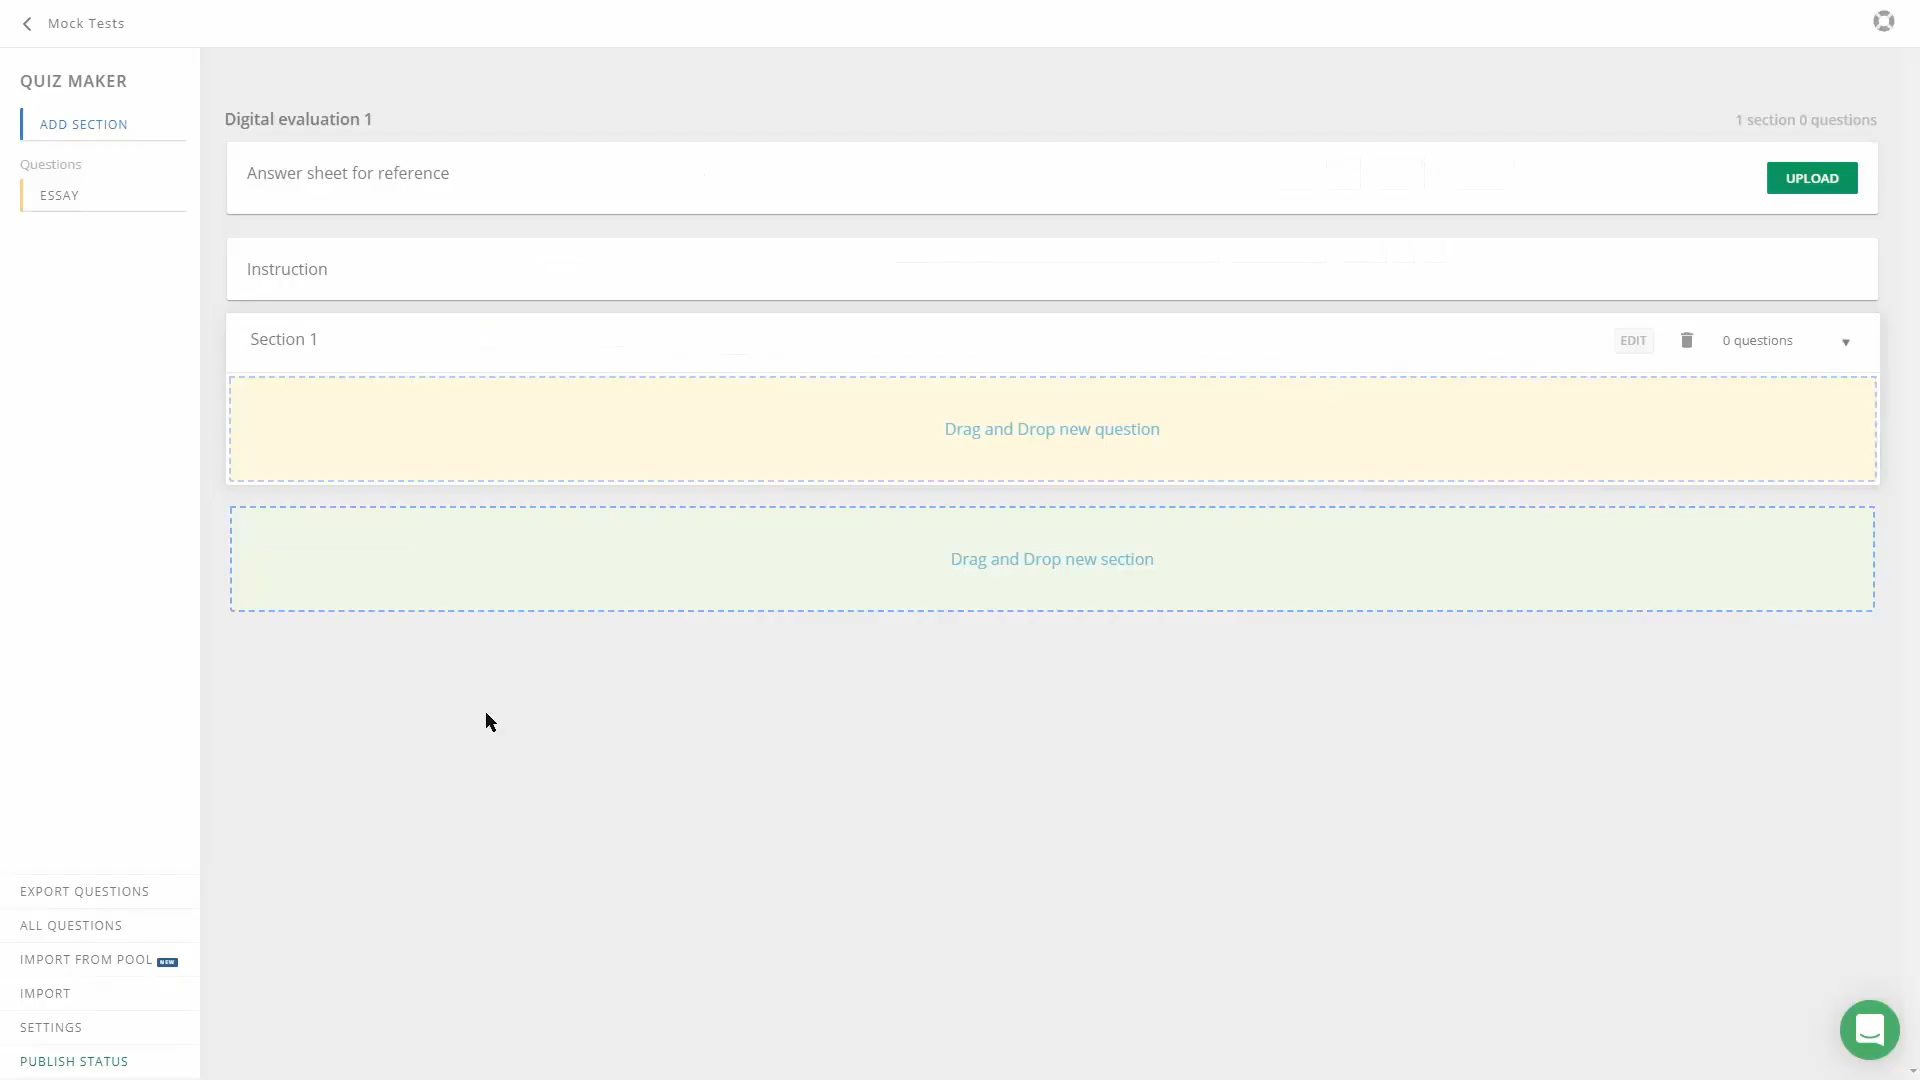 Mock Tests
QUIZ MAKER
ADD SECTION
Questions
ESSAY
Digital evaluation 1
1 section 0 questions
Answer sheet for reference
UPLOAD
Instruction
Section 1
EDIT
0 questions
Drag and Drop new question
Drag and Drop new section
EXPORT QUESTIONS
ALL QUESTIONS
IMPORT FROM POOL NEW
IMPORT
SETTINGS
PUBLISH STATUS